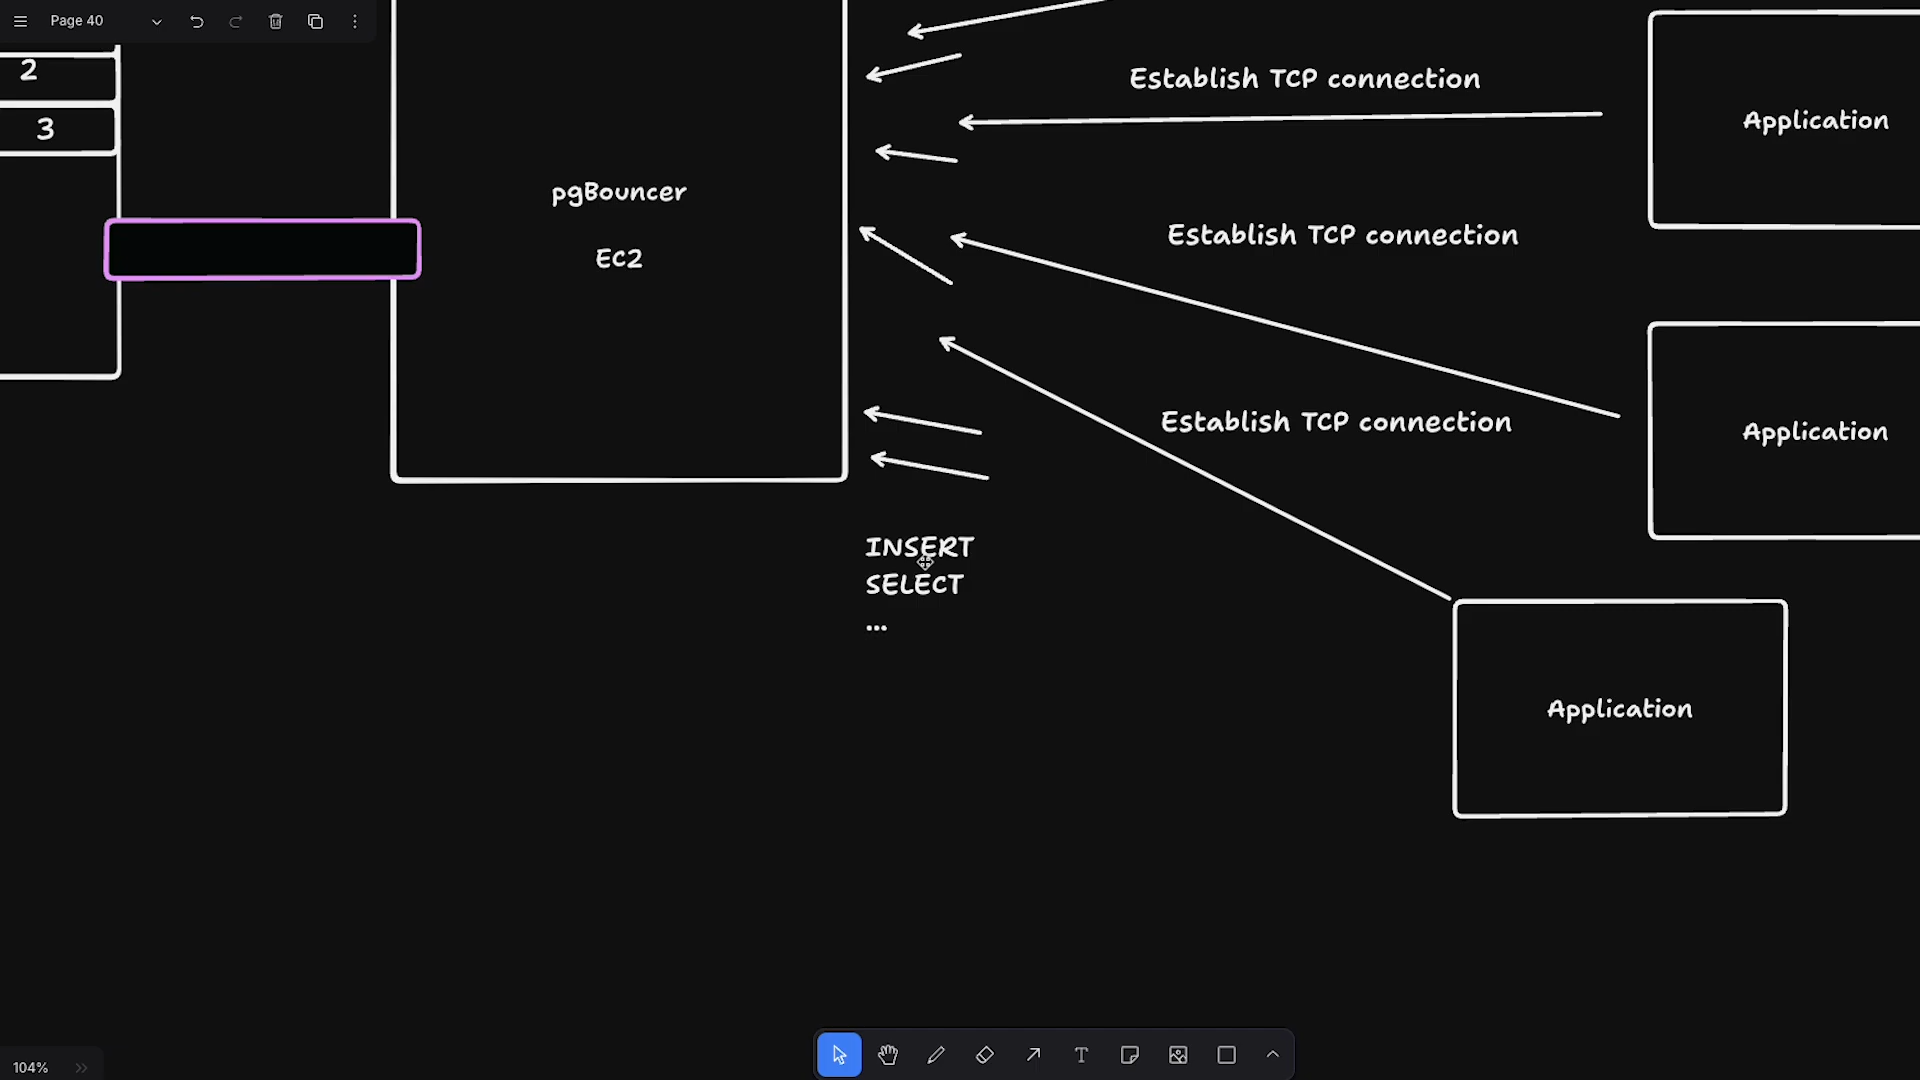 Page 40
2
3
pgBouncer
EC2
Establish TCP connection
Application
Establish TCP connection
Establish TCP connection
Application
INSERT
SELECT
...
Application
104%